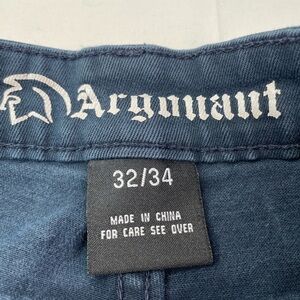 Argonaut
32/34
MADE IN CHINA
FOR CARE SEE OVER